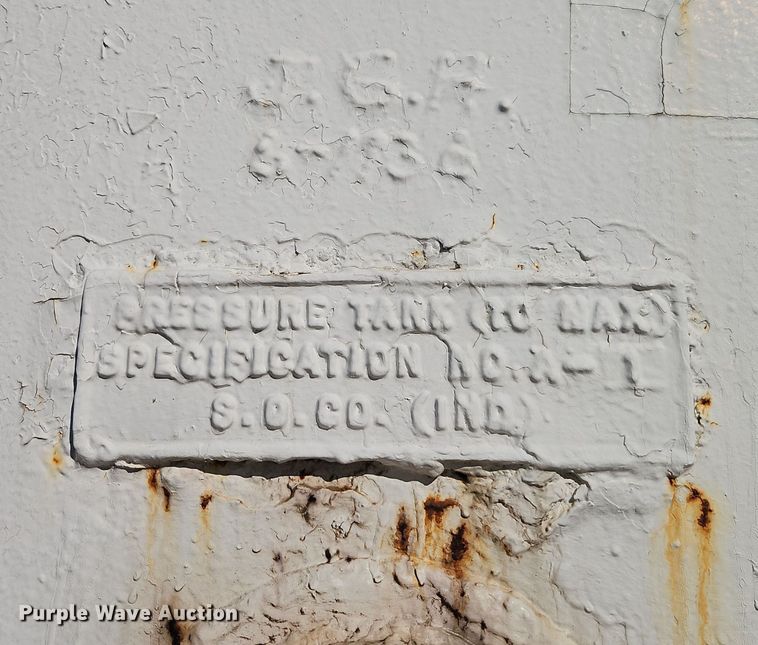 PRESSURE TANK (TO MAX.)
SPECIFICATION NO. A-1
S.O.CO. (IND.)
Purple Wave Auction